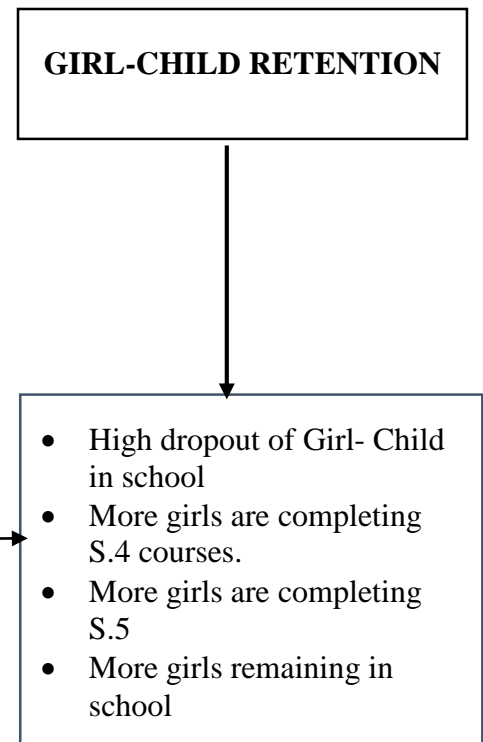 GIRL-CHILD RETENTION
• High dropout of Girl- Child
in school
• More girls are completing
S.4 courses.
• More girls are completing
S.5
• More girls remaining in
school